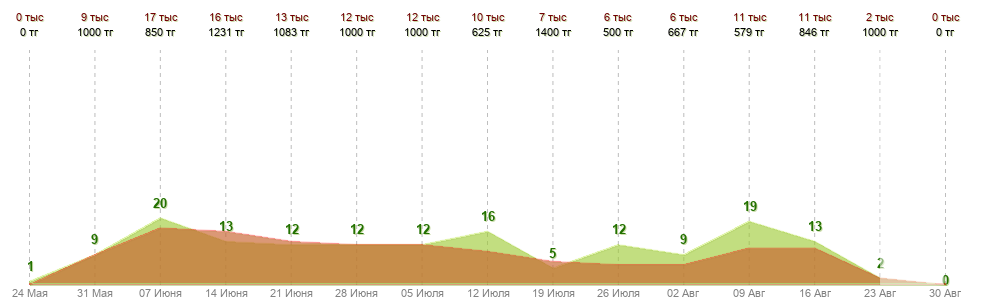 0 тыс 9 тыс 17 тыс 16 тыс 13 тыс 12 тыс 12 тыс 10 тыс 7 тыс 6 тыс 6 тыс 11 тыс 11 тыс 2 тыс 0 тыс
0 тг 1000 тг 850 тг 1231 тг 1083 тг 1000 тг 1000 тг 625 тг 1400 тг 500 тг 667 тг 579 тг 846 тг 1000 тг 0 тг
1 9 20 13 12 12 12 16 5 12 9 19 13 2 0
24 Мая 31 Мая 07 Июня 14 Июня 21 Июня 28 Июня 05 Июля 12 Июля 19 Июля 26 Июля 02 Авг 09 Авг 16 Авг 23 Авг 30 Авг